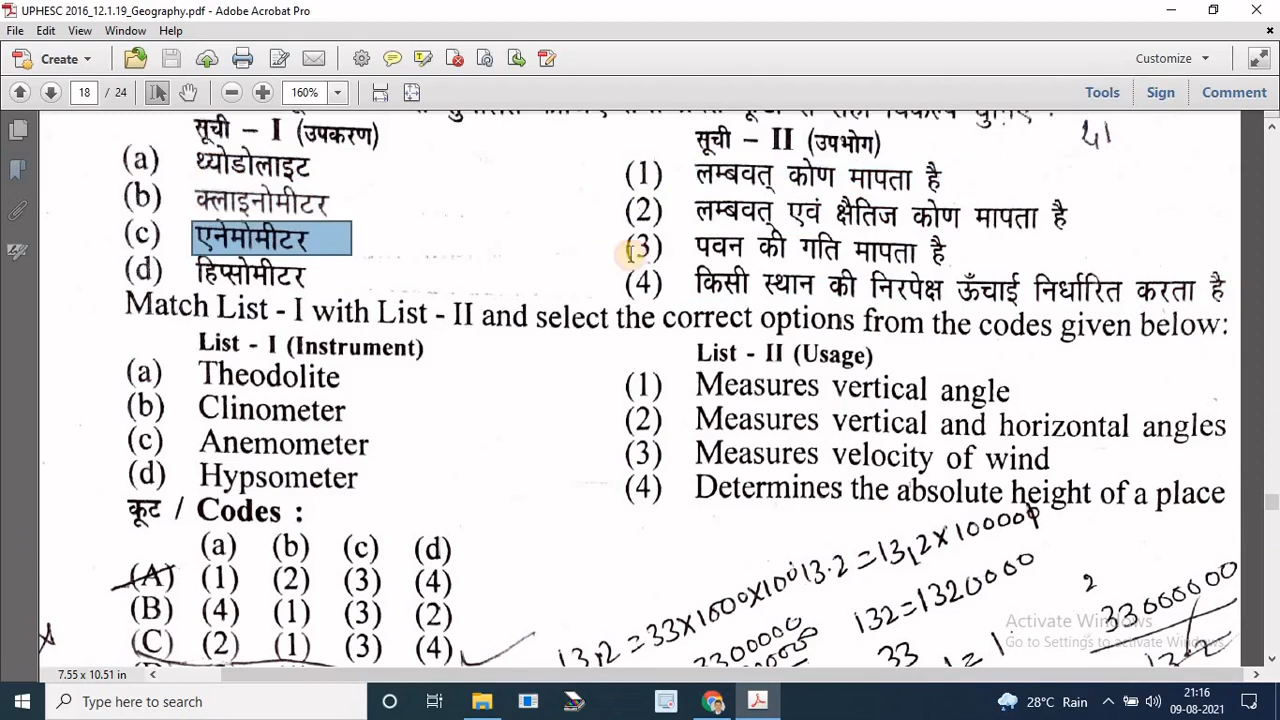 UPHESC 2016_12.1.19_Geography.pdf - Adobe Acrobat Pro
File Edit View Window Help
Create
Customize
18 / 24
160%
Tools Sign Comment
सूची - I (उपकरण) सूची - II (उपभोग)
(a) थ्योडोलाइट (1) लम्बवत् कोण मापता है
(b) क्लाइनोमीटर (2) लम्बवत् एवं क्षैतिज कोण मापता है
(c) एनेमोमीटर (3) पवन की गति मापता है
(d) हिप्सोमीटर (4) किसी स्थान की निरपेक्ष ऊँचाई निर्धारित करता है
Match List - I with List - II and select the correct options from the codes given below:
List - I (Instrument) List - II (Usage)
(a) Theodolite (1) Measures vertical angle
(b) Clinometer (2) Measures vertical and horizontal angles
(c) Anemometer (3) Measures velocity of wind
(d) Hypsometer (4) Determines the absolute height of a place
कूट / Codes :
(a) (b) (c) (d)
(A) (1) (2) (3) (4)
(B) (4) (1) (3) (2)
(C) (2) (1) (3) (4)
132 = 1320000
33
Activate Windows
Go to Settings to activate Windows.
7.55 x 10.51 in
Type here to search
28°C Rain
21:16
09-08-2021